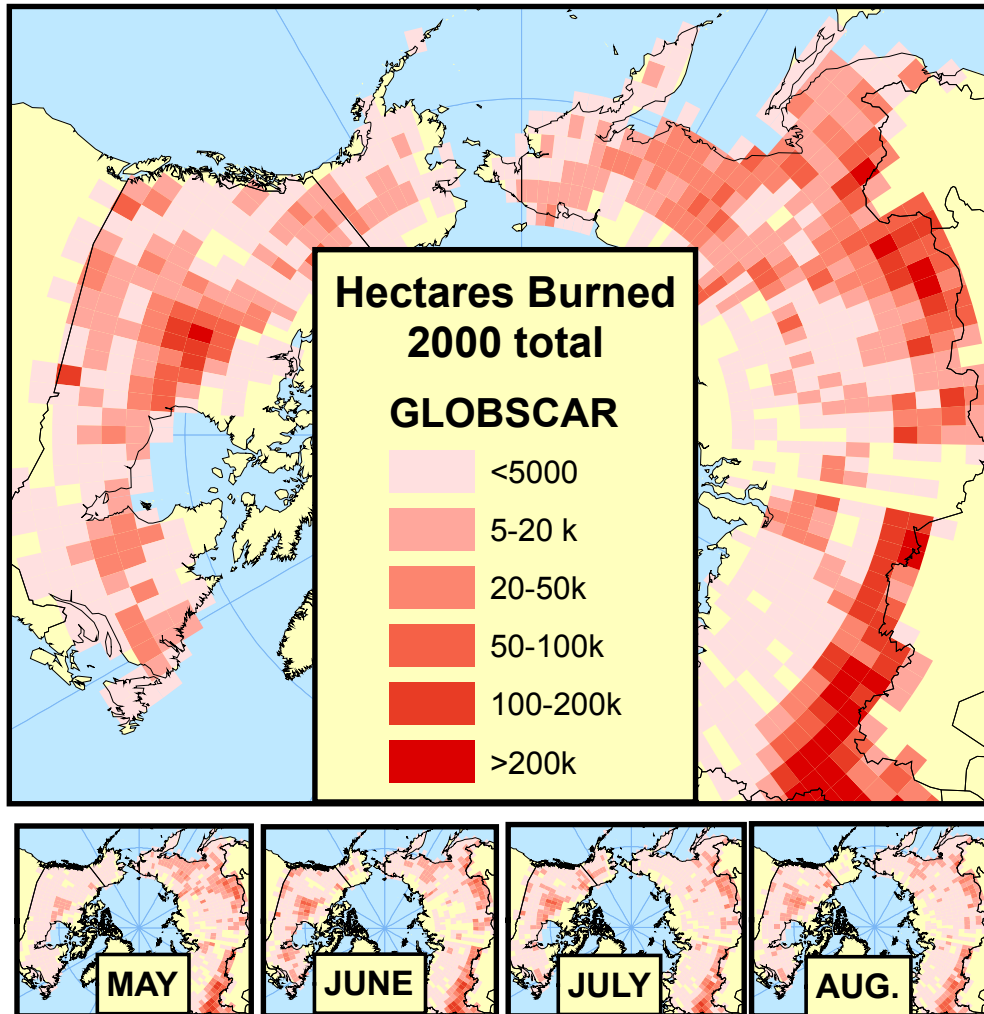 Hectares Burned
2000 total
GLOBSCAR
<5000
5-20 k
20-50k
50-100k
100-200k
>200k
MAY
JUNE
JULY
AUG.